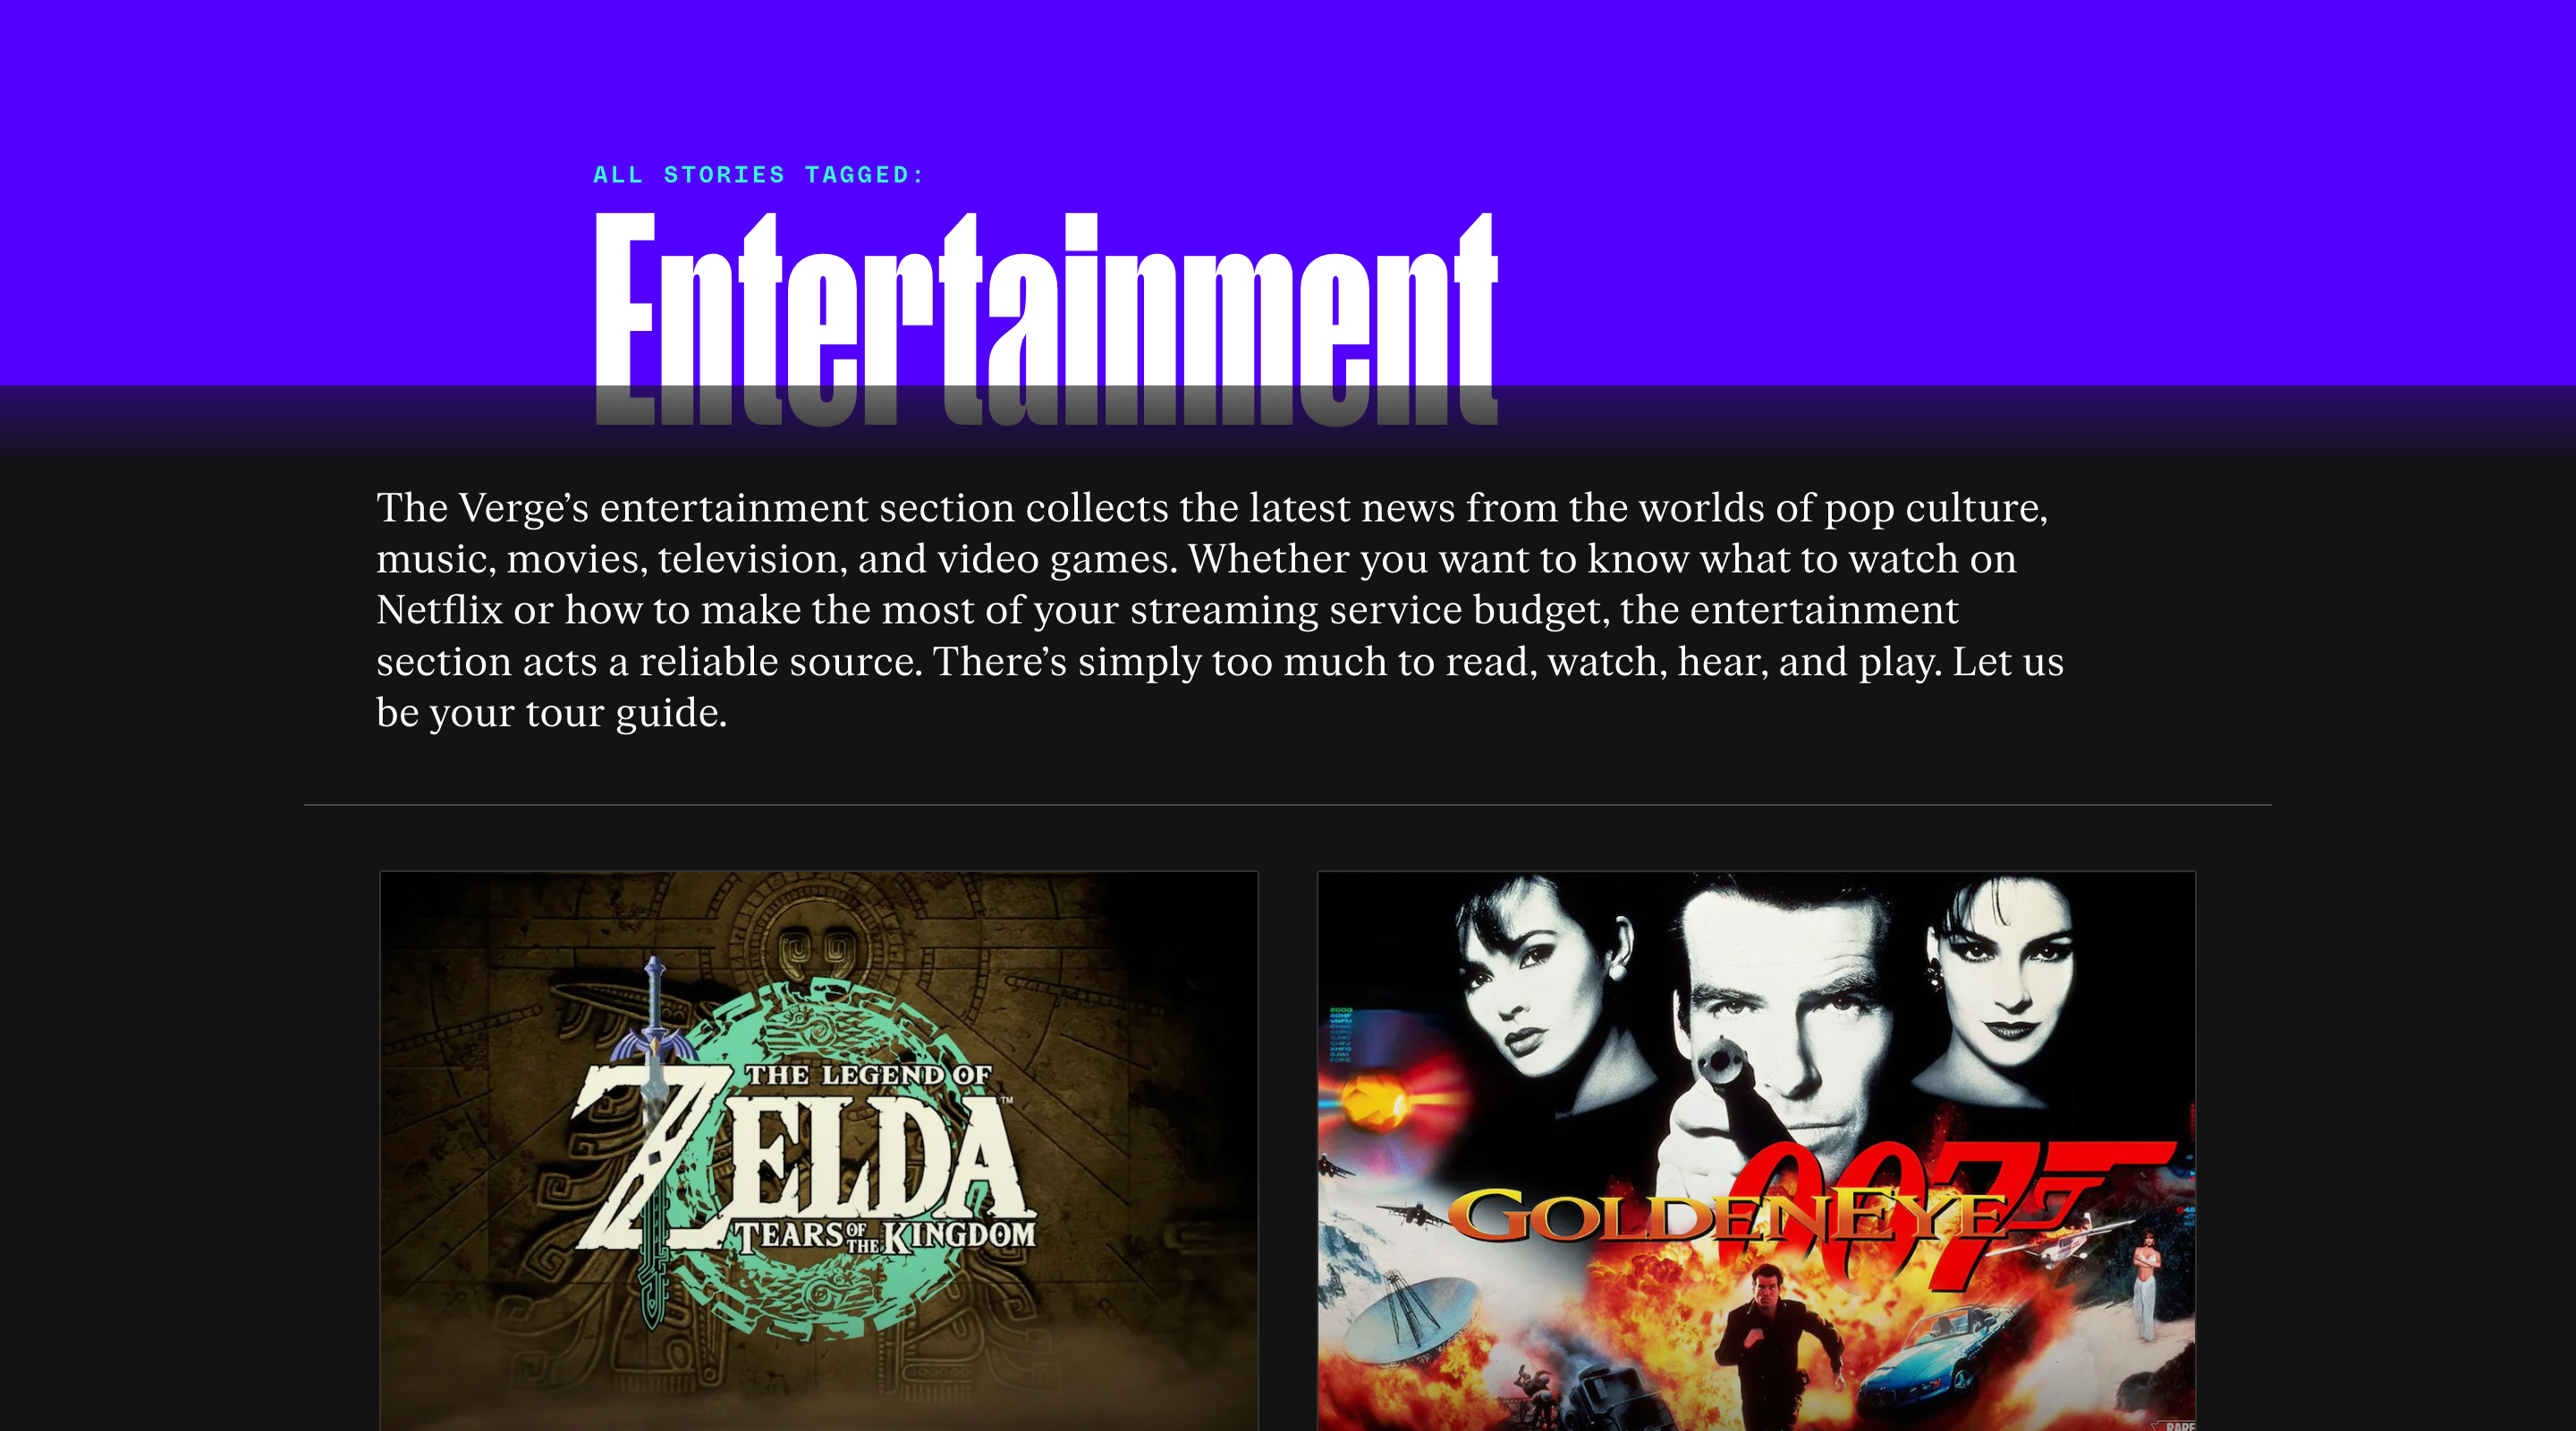 ALL STORIES TAGGED:
Entertainment
The Verge’s entertainment section collects the latest news from the worlds of pop culture,
music, movies, television, and video games. Whether you want to know what to watch on
Netflix or how to make the most of your streaming service budget, the entertainment
section acts a reliable source. There’s simply too much to read, watch, hear, and play. Let us
be your tour guide.
THE LEGEND OF
ZELDA™
TEARS OF THE KINGDOM
007
GOLDENEYE
RARE